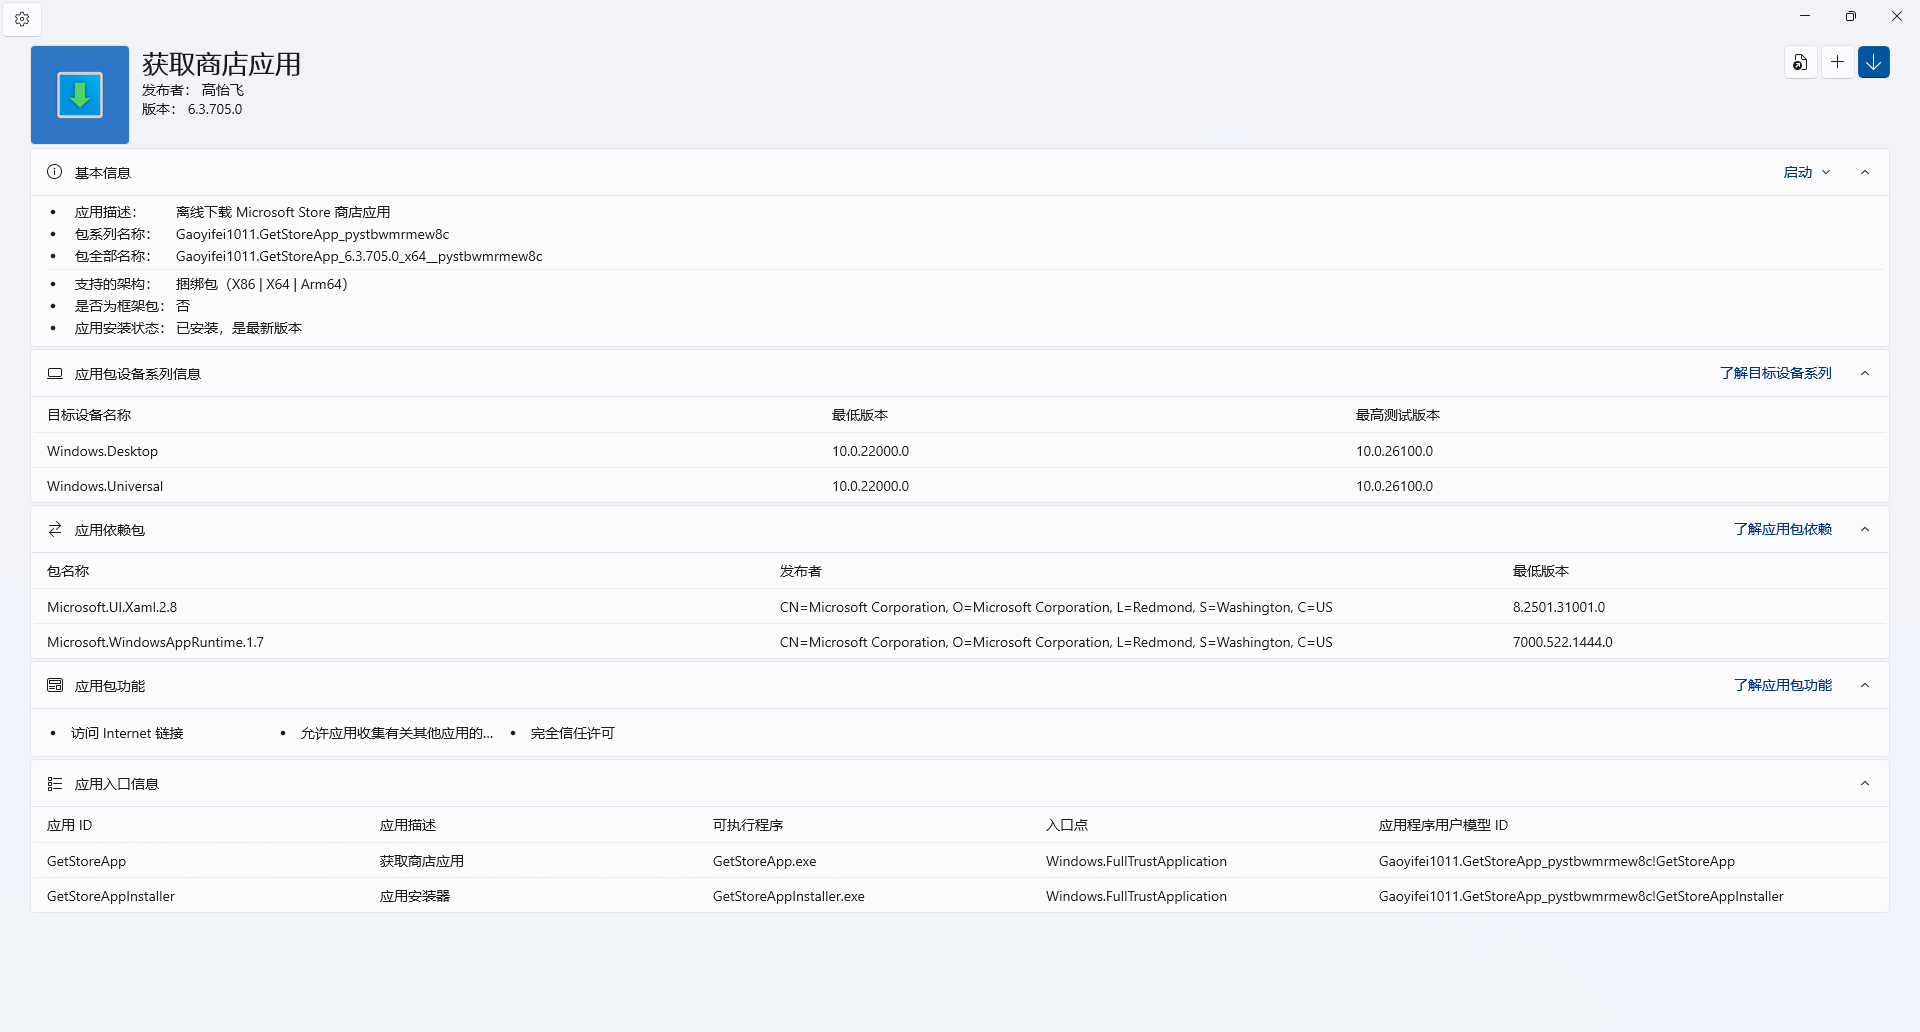 获取商店应用
发布者： 高怡飞
版本： 6.3.705.0
基本信息 启动
• 应用描述： 离线下载 Microsoft Store 商店应用
• 包系列名称： Gaoyifei1011.GetStoreApp_pystbwmrmew8c
• 包全部名称： Gaoyifei1011.GetStoreApp_6.3.705.0_x64__pystbwmrmew8c
• 支持的架构： 捆绑包（X86 | X64 | Arm64）
• 是否为框架包： 否
• 应用安装状态： 已安装，是最新版本
应用包设备系列信息 了解目标设备系列
目标设备名称 最低版本 最高测试版本
Windows.Desktop 10.0.22000.0 10.0.26100.0
Windows.Universal 10.0.22000.0 10.0.26100.0
应用依赖包 了解应用包依赖
包名称 发布者 最低版本
Microsoft.UI.Xaml.2.8 CN=Microsoft Corporation, O=Microsoft Corporation, L=Redmond, S=Washington, C=US 8.2501.31001.0
Microsoft.WindowsAppRuntime.1.7 CN=Microsoft Corporation, O=Microsoft Corporation, L=Redmond, S=Washington, C=US 7000.522.1444.0
应用包功能 了解应用包功能
• 访问 Internet 链接 • 允许应用收集有关其他应用的... • 完全信任许可
应用入口信息
应用 ID 应用描述 可执行程序 入口点 应用程序用户模型 ID
GetStoreApp 获取商店应用 GetStoreApp.exe Windows.FullTrustApplication Gaoyifei1011.GetStoreApp_pystbwmrmew8c!GetStoreApp
GetStoreAppInstaller 应用安装器 GetStoreAppInstaller.exe Windows.FullTrustApplication Gaoyifei1011.GetStoreApp_pystbwmrmew8c!GetStoreAppInstaller